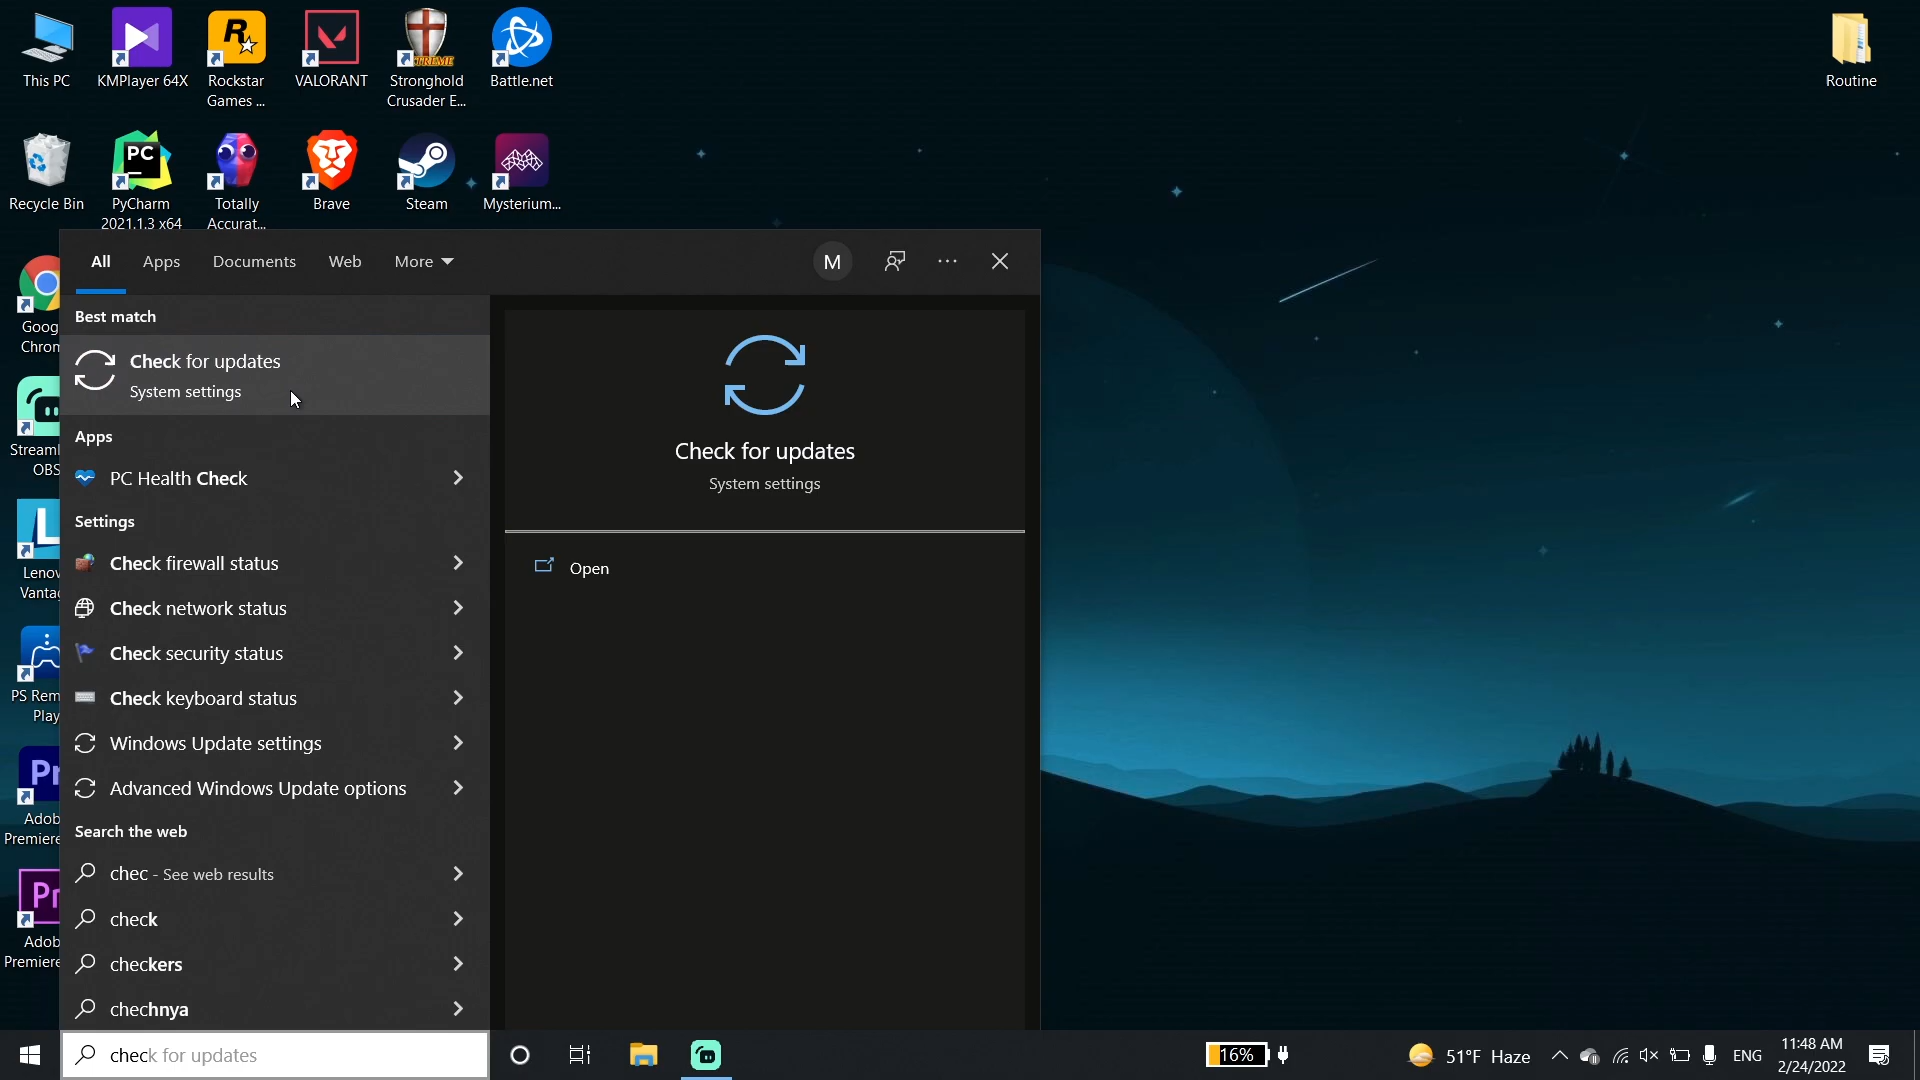 This PC
KMPlayer 64X
Rockstar
Games ...
VALORANT
Stronghold
Crusader E...
Battle.net
Routine
Recycle Bin
PyCharm
2021.1.3 x64
Totally
Accurat...
Brave
Steam
Mysterium...
Goog
Chrom
Streaml
OBS
Lenov
Vantag
PS Rem
Play
Adob
Premiere
Adob
Premiere
All
Apps
Documents
Web
More
M
Best match
Check for updates
System settings
Apps
PC Health Check
Settings
Check firewall status
Check network status
Check security status
Check keyboard status
Windows Update settings
Advanced Windows Update options
Search the web
chec - See web results
check
checkers
chechnya
Check for updates
System settings
Open
check for updates
16%
51°F Haze
ENG
11:48 AM
2/24/2022